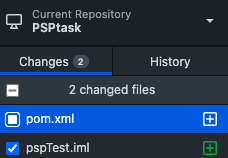 Current Repository
PSPtask
Changes 2 History
2 changed files
pom.xml
pspTest.iml